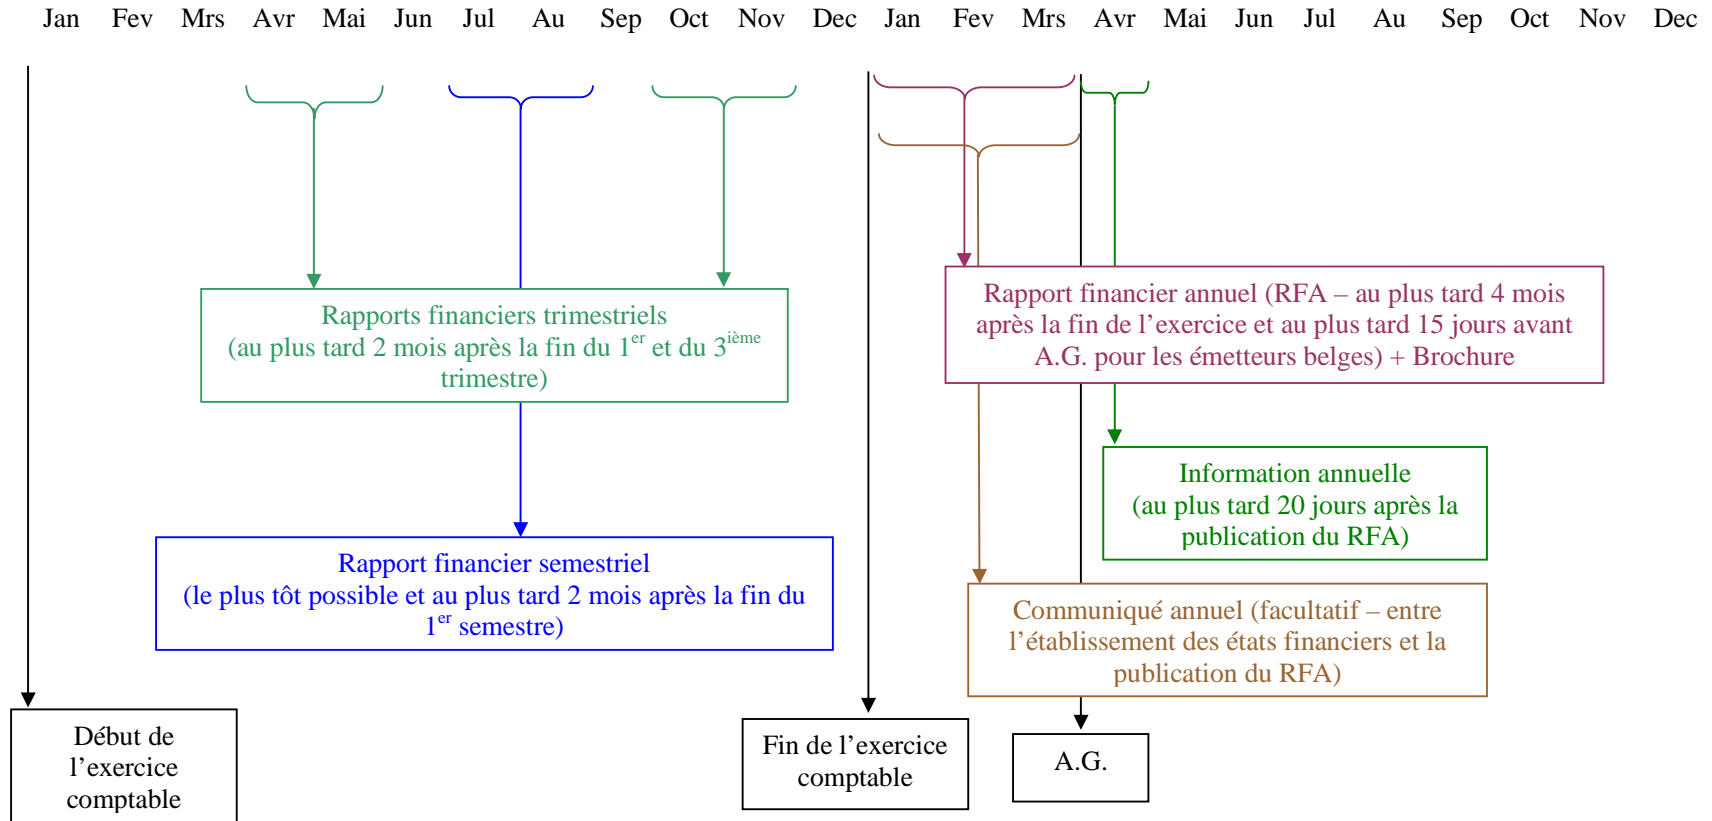 Jan Fev Mrs Avr Mai Jun Jul Au Sep Oct Nov Dec Jan Fev Mrs Avr Mai Jun Jul Au Sep Oct Nov Dec
Rapports financiers trimestriels
(au plus tard 2 mois après la fin du 1er et du 3ième
trimestre)
Rapport financier annuel (RFA – au plus tard 4 mois
après la fin de l’exercice et au plus tard 15 jours avant
A.G. pour les émetteurs belges) + Brochure
Information annuelle
(au plus tard 20 jours après la
publication du RFA)
Rapport financier semestriel
(le plus tôt possible et au plus tard 2 mois après la fin du
1er semestre)
Communiqué annuel (facultatif – entre
l’établissement des états financiers et la
publication du RFA)
Début de
l’exercice
comptable
Fin de l’exercice
comptable
A.G.